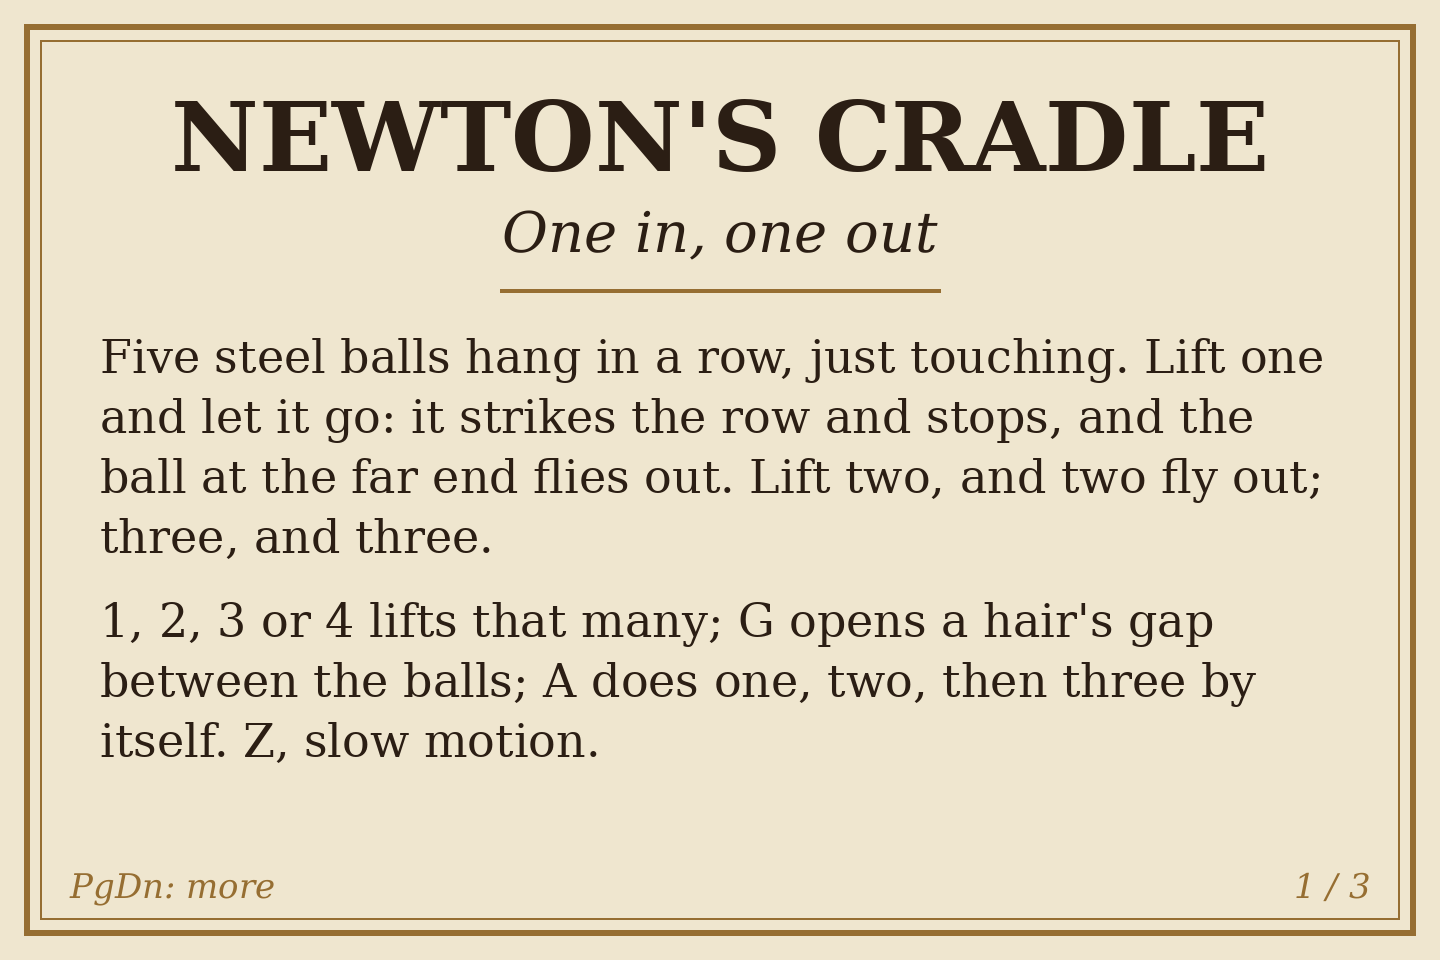 NEWTON'S CRADLE
One in, one out
Five steel balls hang in a row, just touching. Lift one
and let it go: it strikes the row and stops, and the
ball at the far end flies out. Lift two, and two fly out;
three, and three.
1, 2, 3 or 4 lifts that many; G opens a hair's gap
between the balls; A does one, two, then three by
itself. Z, slow motion.
PgDn: more
1 / 3